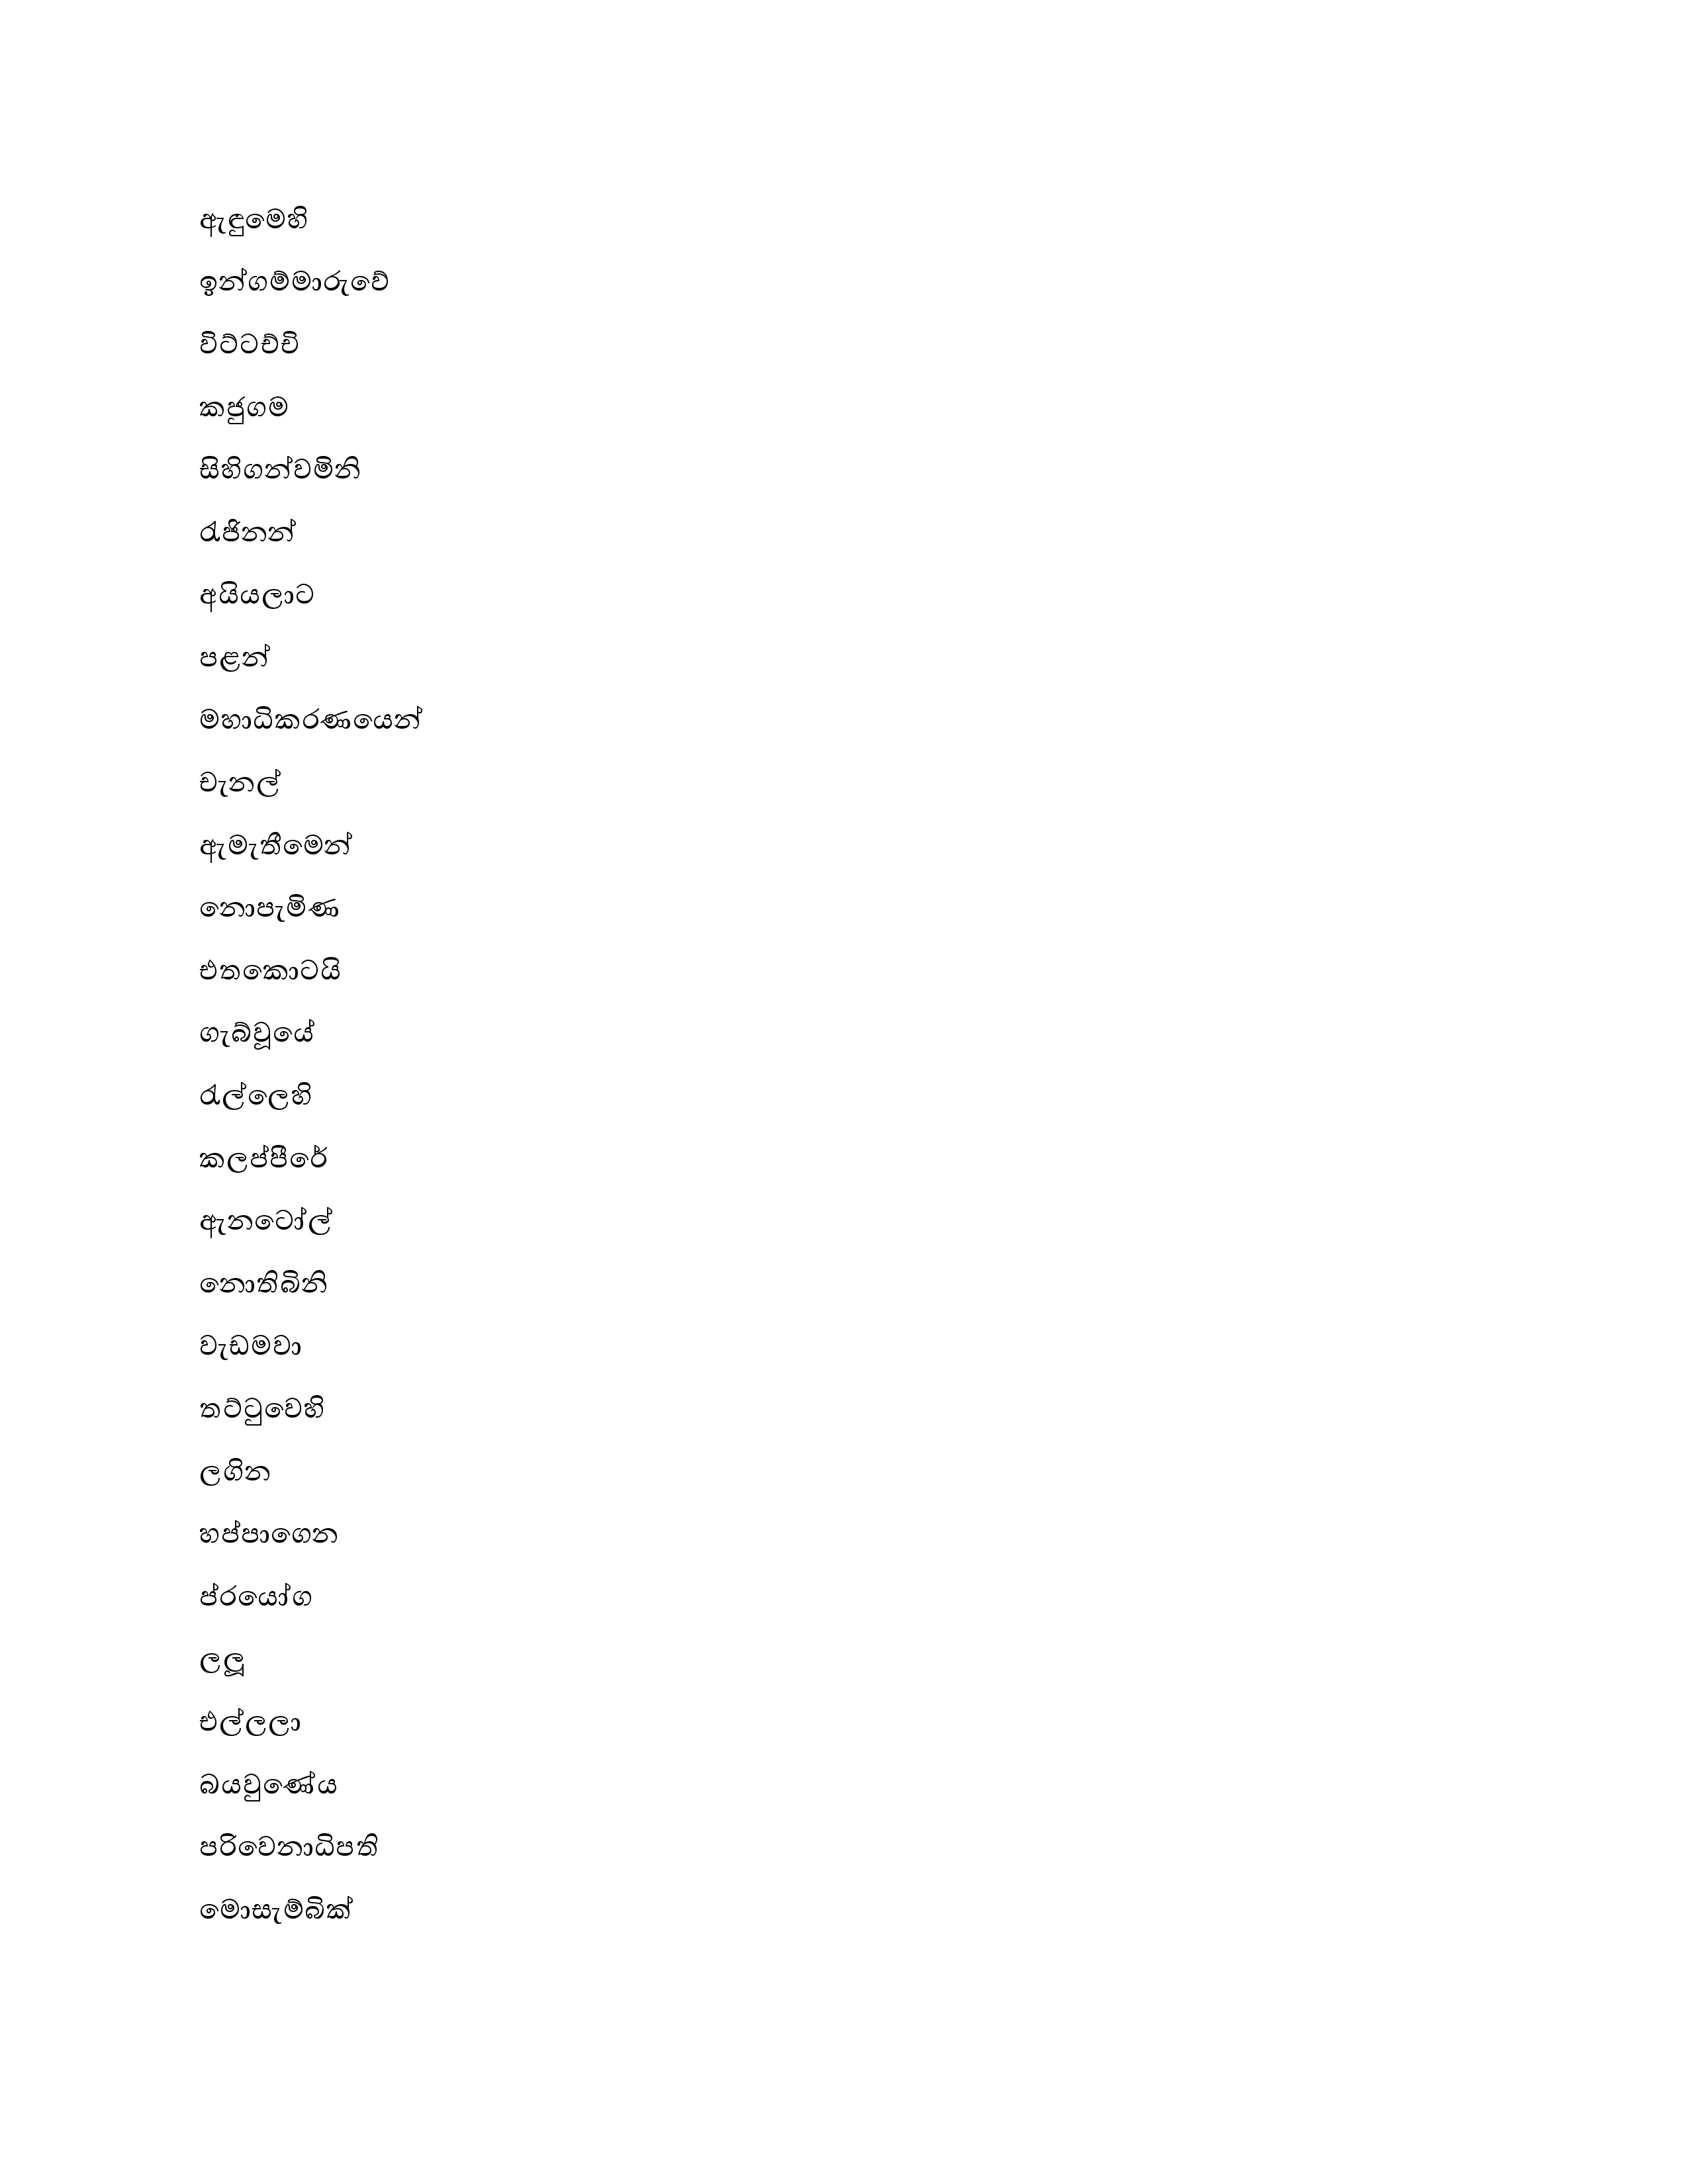 ඇඳුමෙහි
ඉන්ගම්මාරුවේ
විට්ටච්චි
කජුගම
සිහිගන්වමිනි
රැජිනන්
අයියලාට
පළන්
මහාධිකරණයෙන්
චැනල්
ඇමැතීමෙන්
නොපැමිණ
එතකොටයි
ගැබ්වූයේ
රැල්ලෙහි
කලප්පීරේ
ඇනටෝල්
නොතිබිනි
වැඩමවා
තට්ටුවෙහි
ලගින
හප්පාගෙන
ප්රයෝග
ලලූ
එල්ලලා
බයවුණේය
පරිවෙනාධිපති
මොසැම්බික්